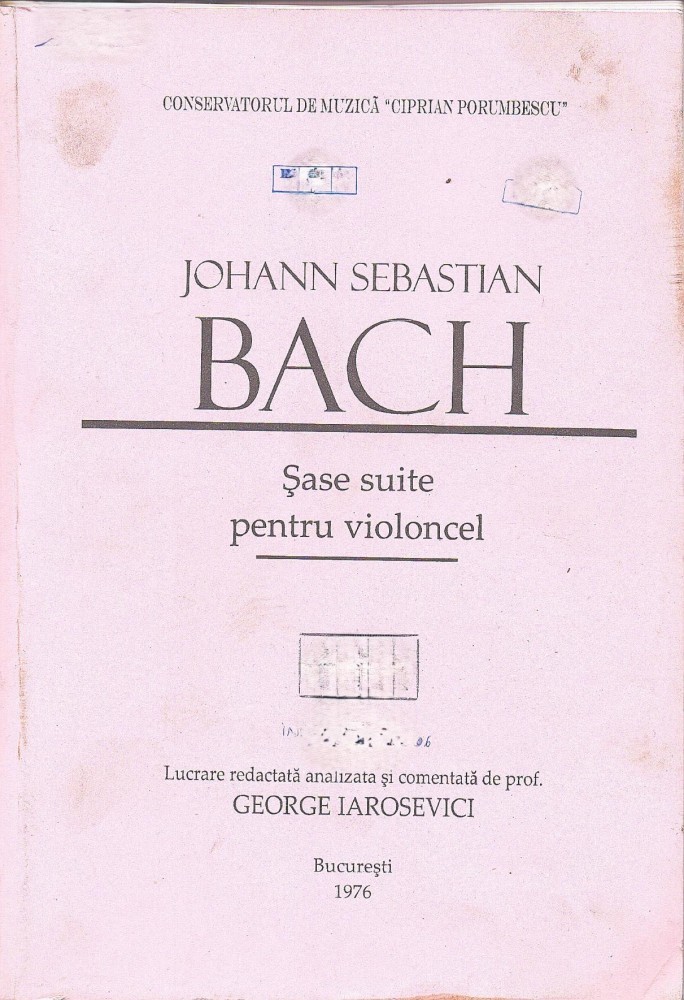 CONSERVATORUL DE MUZICĂ "CIPRIAN PORUMBESCU"
JOHANN SEBASTIAN
BACH
Şase suite
pentru violoncel
Lucrare redactată analizata şi comentată de prof.
GEORGE IAROSEVICI
Bucureşti
1976